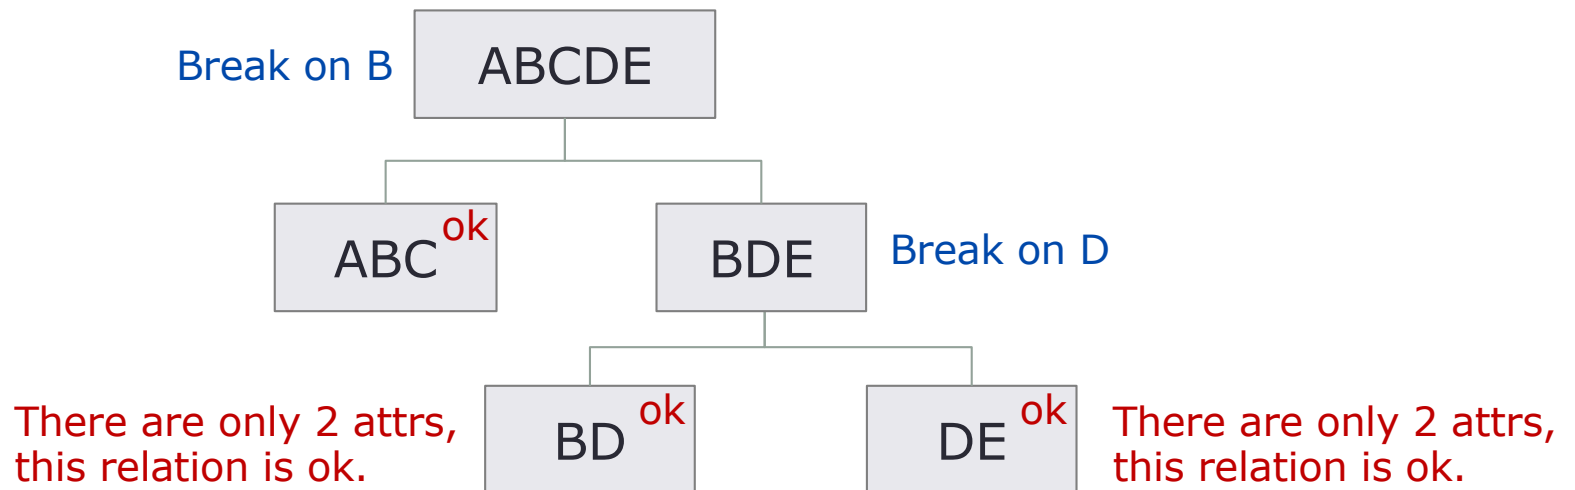 Break on B
ABCDE
ABC
ok
BDE
Break on D
There are only 2 attrs,
this relation is ok.
BD
ok
DE
ok
There are only 2 attrs,
this relation is ok.